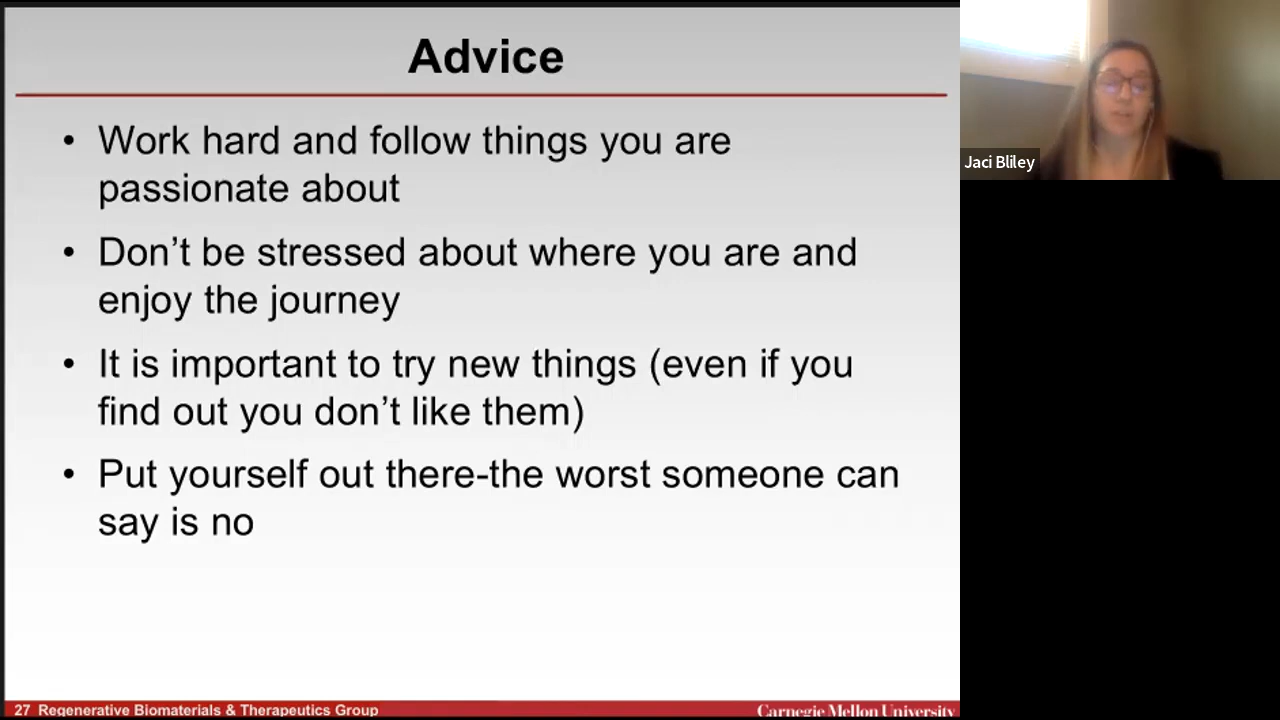 Advice
• Work hard and follow things you are
passionate about
• Don’t be stressed about where you are and
enjoy the journey
• It is important to try new things (even if you
find out you don’t like them)
• Put yourself out there-the worst someone can
say is no
27 Regenerative Biomaterials & Therapeutics Group
Carnegie Mellon University
Jaci Bliley